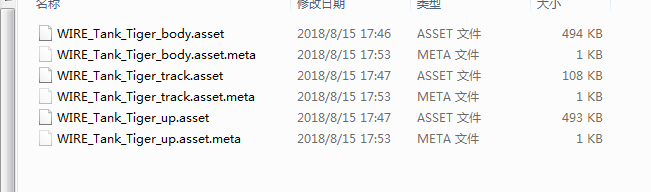 名称 修改日期 类型 大小
WIRE_Tank_Tiger_body.asset 2018/8/15 17:46 ASSET 文件 494 KB
WIRE_Tank_Tiger_body.asset.meta 2018/8/15 17:53 META 文件 1 KB
WIRE_Tank_Tiger_track.asset 2018/8/15 17:47 ASSET 文件 108 KB
WIRE_Tank_Tiger_track.asset.meta 2018/8/15 17:53 META 文件 1 KB
WIRE_Tank_Tiger_up.asset 2018/8/15 17:47 ASSET 文件 493 KB
WIRE_Tank_Tiger_up.asset.meta 2018/8/15 17:53 META 文件 1 KB